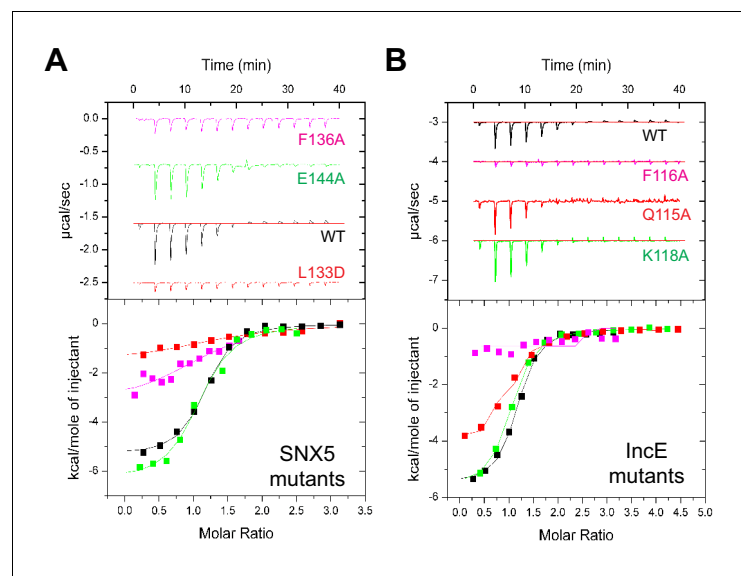 A
Time (min)
0 10 20 30 40
0.0
-0.5
-1.0
-1.5
-2.0
-2.5
µcal/sec
F136A
E144A
WT
L133D
0
-2
-4
-6
kcal/mole of injectant
SNX5
mutants
0.0 0.5 1.0 1.5 2.0 2.5 3.0 3.5
Molar Ratio
B
Time (min)
0 10 20 30 40
-3
-4
-5
-6
-7
µcal/sec
WT
F116A
Q115A
K118A
0
-2
-4
-6
kcal/mole of injectant
IncE
mutants
0.0 0.5 1.0 1.5 2.0 2.5 3.0 3.5 4.0 4.5 5.0
Molar Ratio